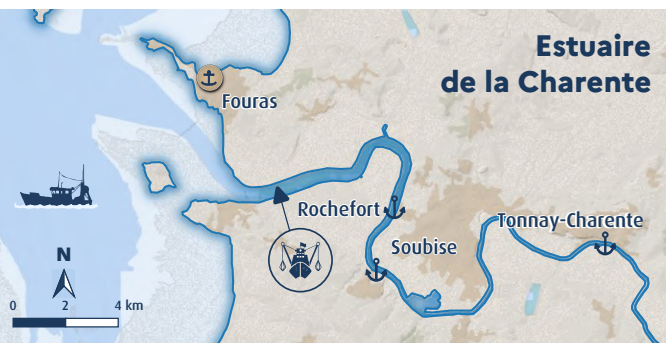 Estuaire
de la Charente
Fouras
Rochefort
Tonnay-Charente
Soubise
N
0 2 4 km